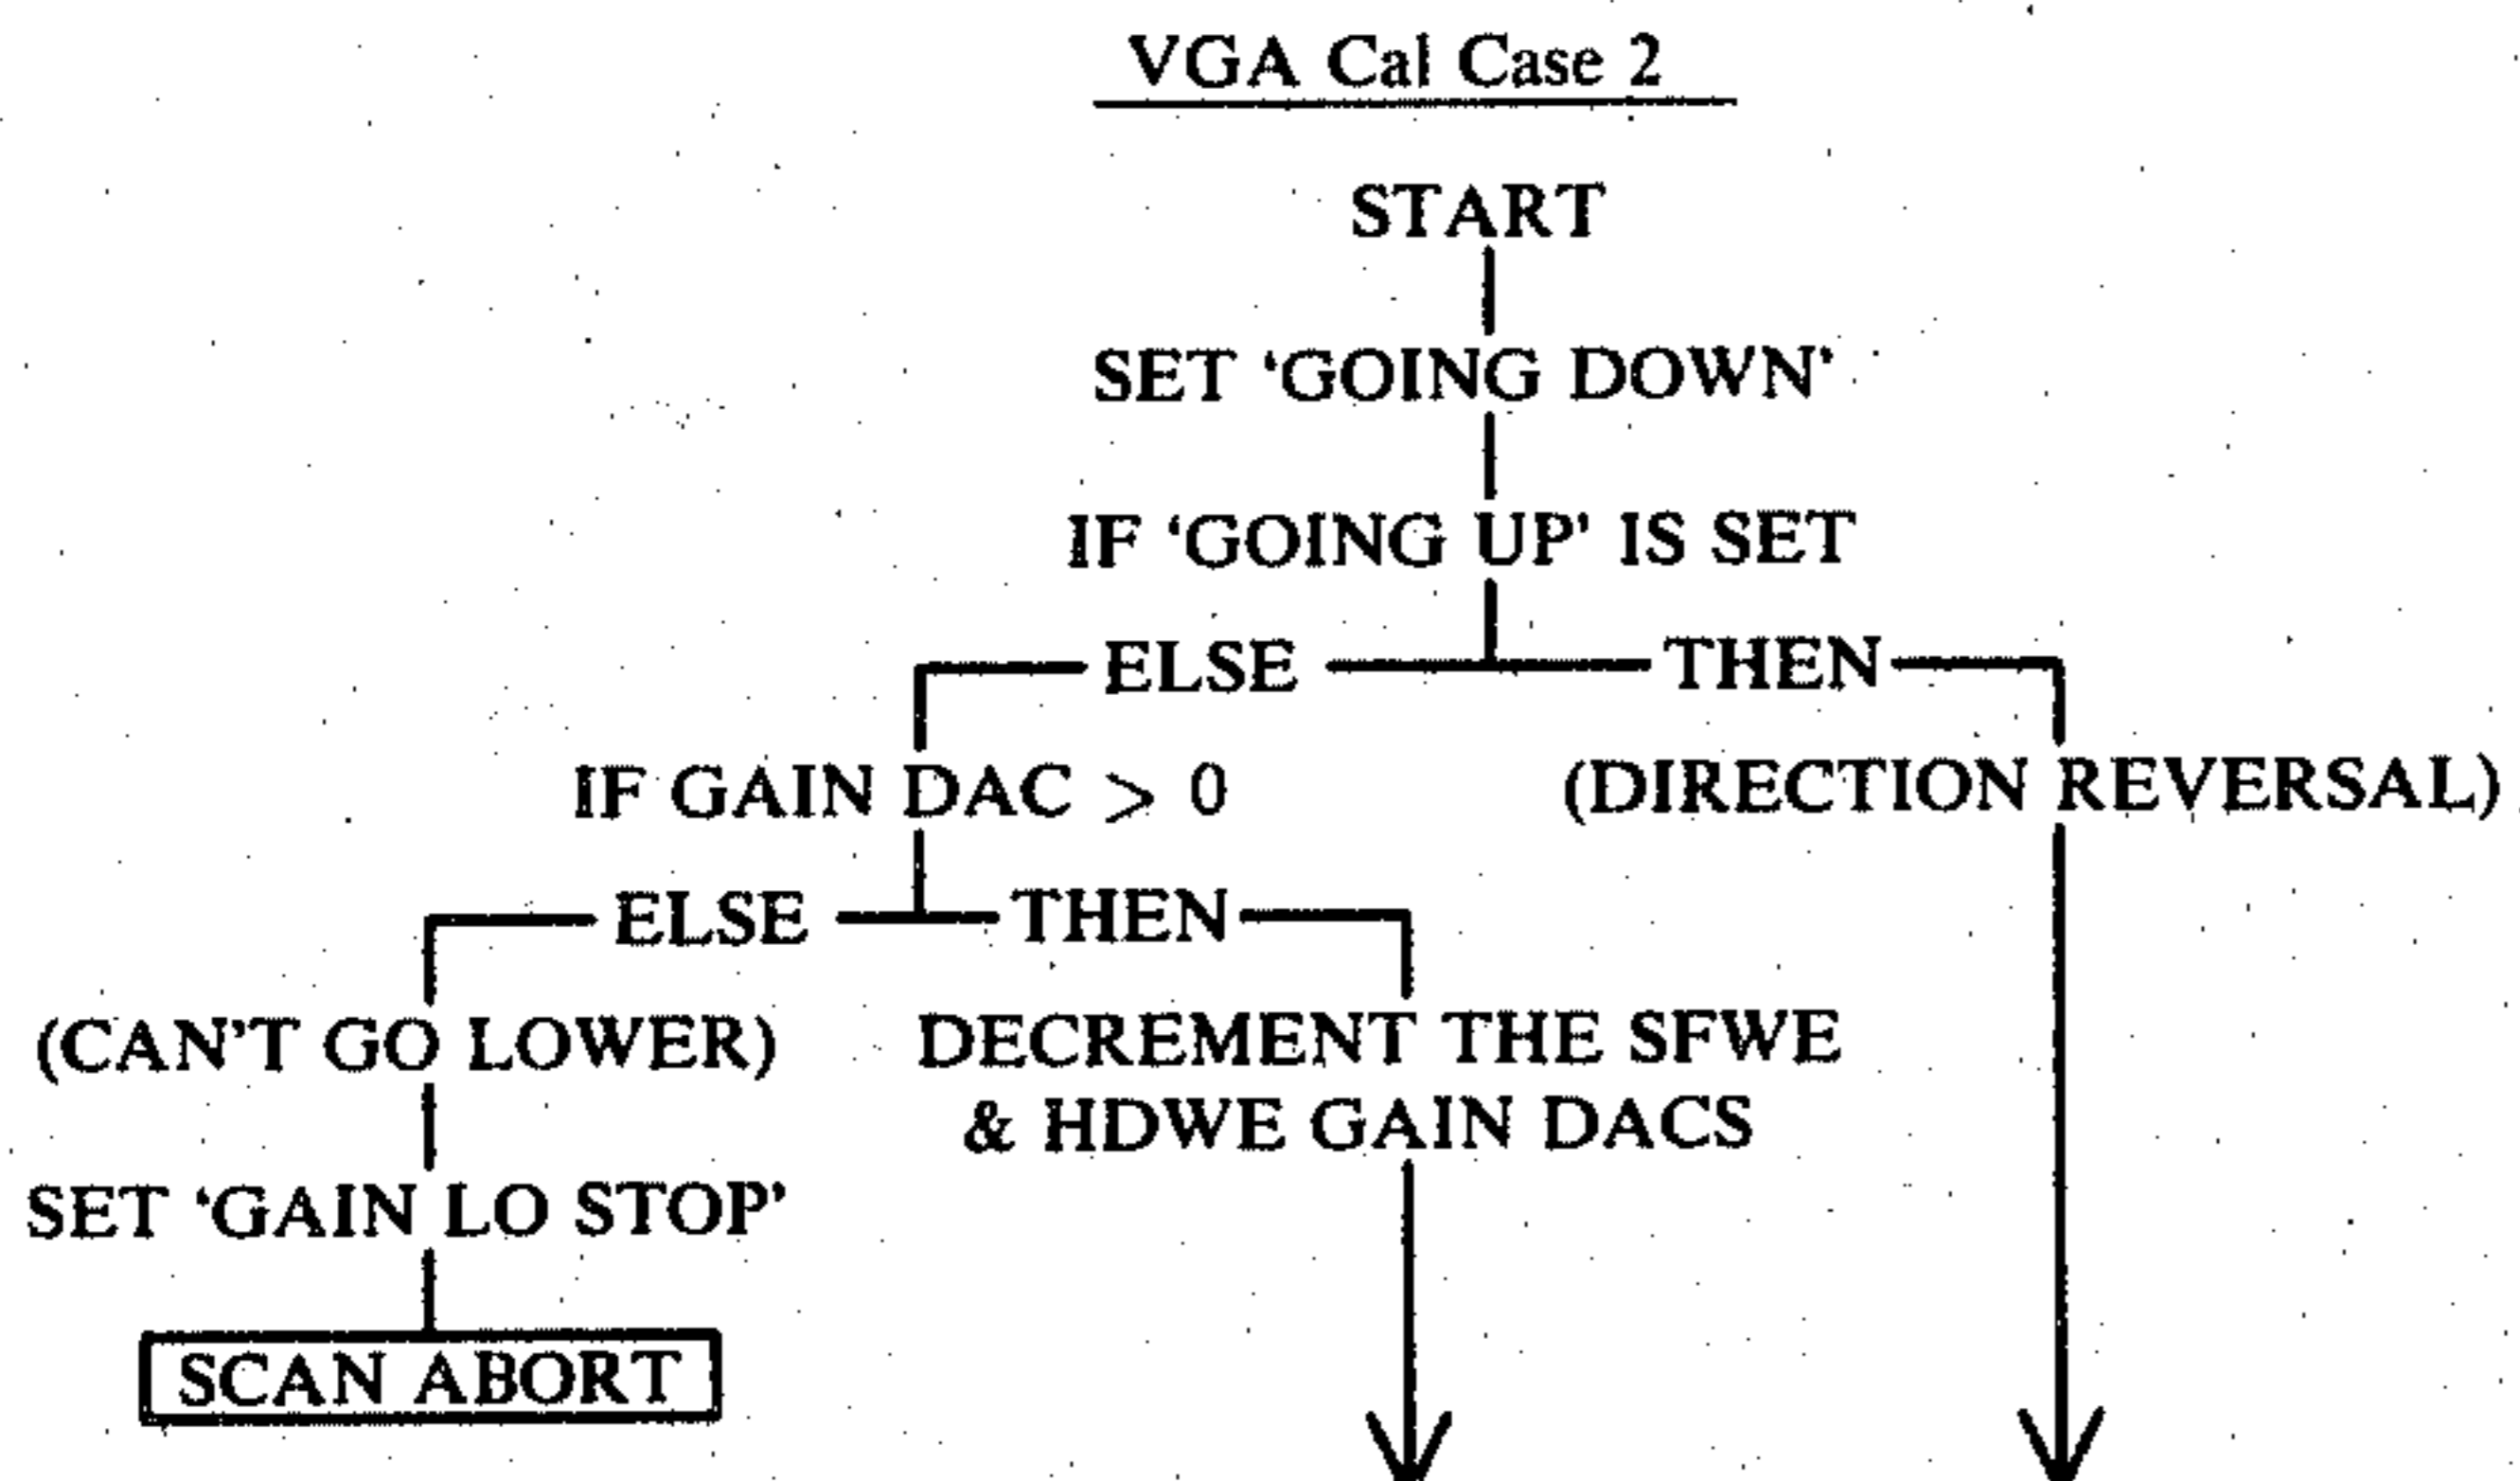 VGA Cal Case 2
START
SET ‘GOING DOWN‘
IF ‘GOING UP’ IS SET
ELSE
THEN
IF GAIN DAC > 0
(DIRECTION REVERSAL)
ELSE
THEN
(CAN'T GO LOWER)
DECREMENT THE SFWE
& HDWE GAIN DACS
SET ‘GAIN LO STOP’
SCAN ABORT